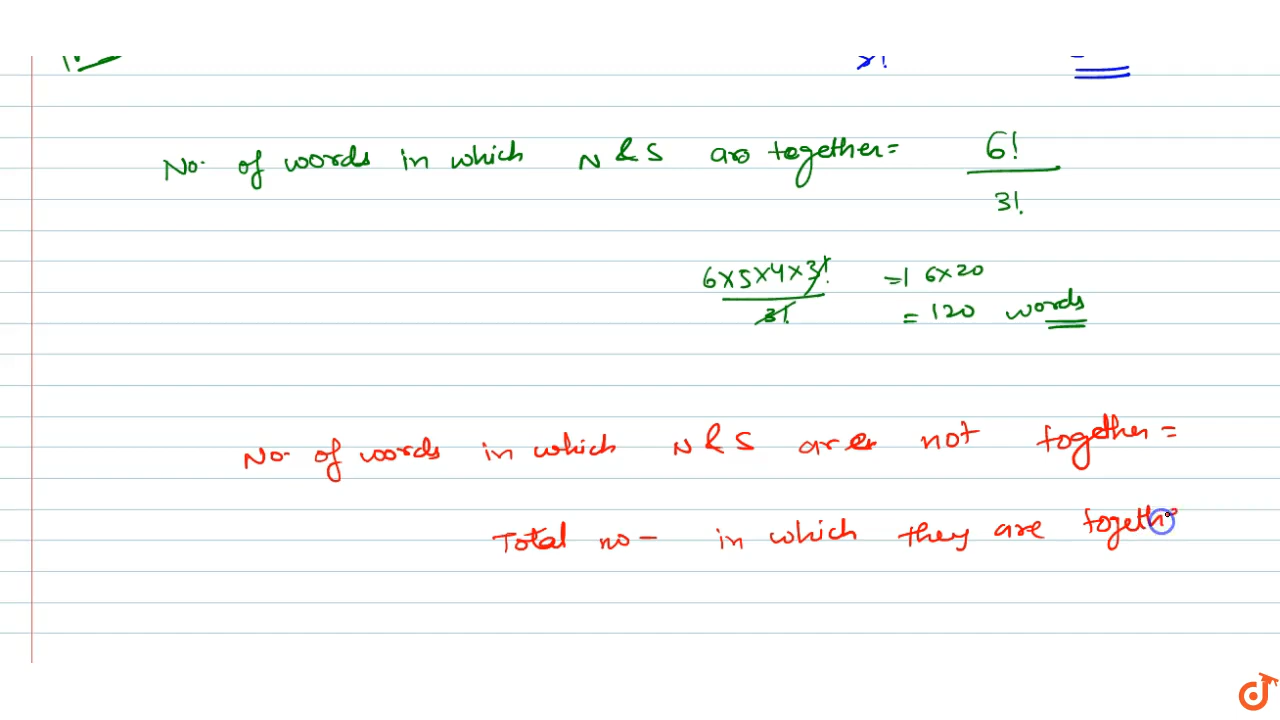 No. of words in which N & S are together = 6!
3!
6×5×4×3!
3!
= 6×20
= 120 words
No. of words in which N & S are not together =
Total no - in which they are togethe